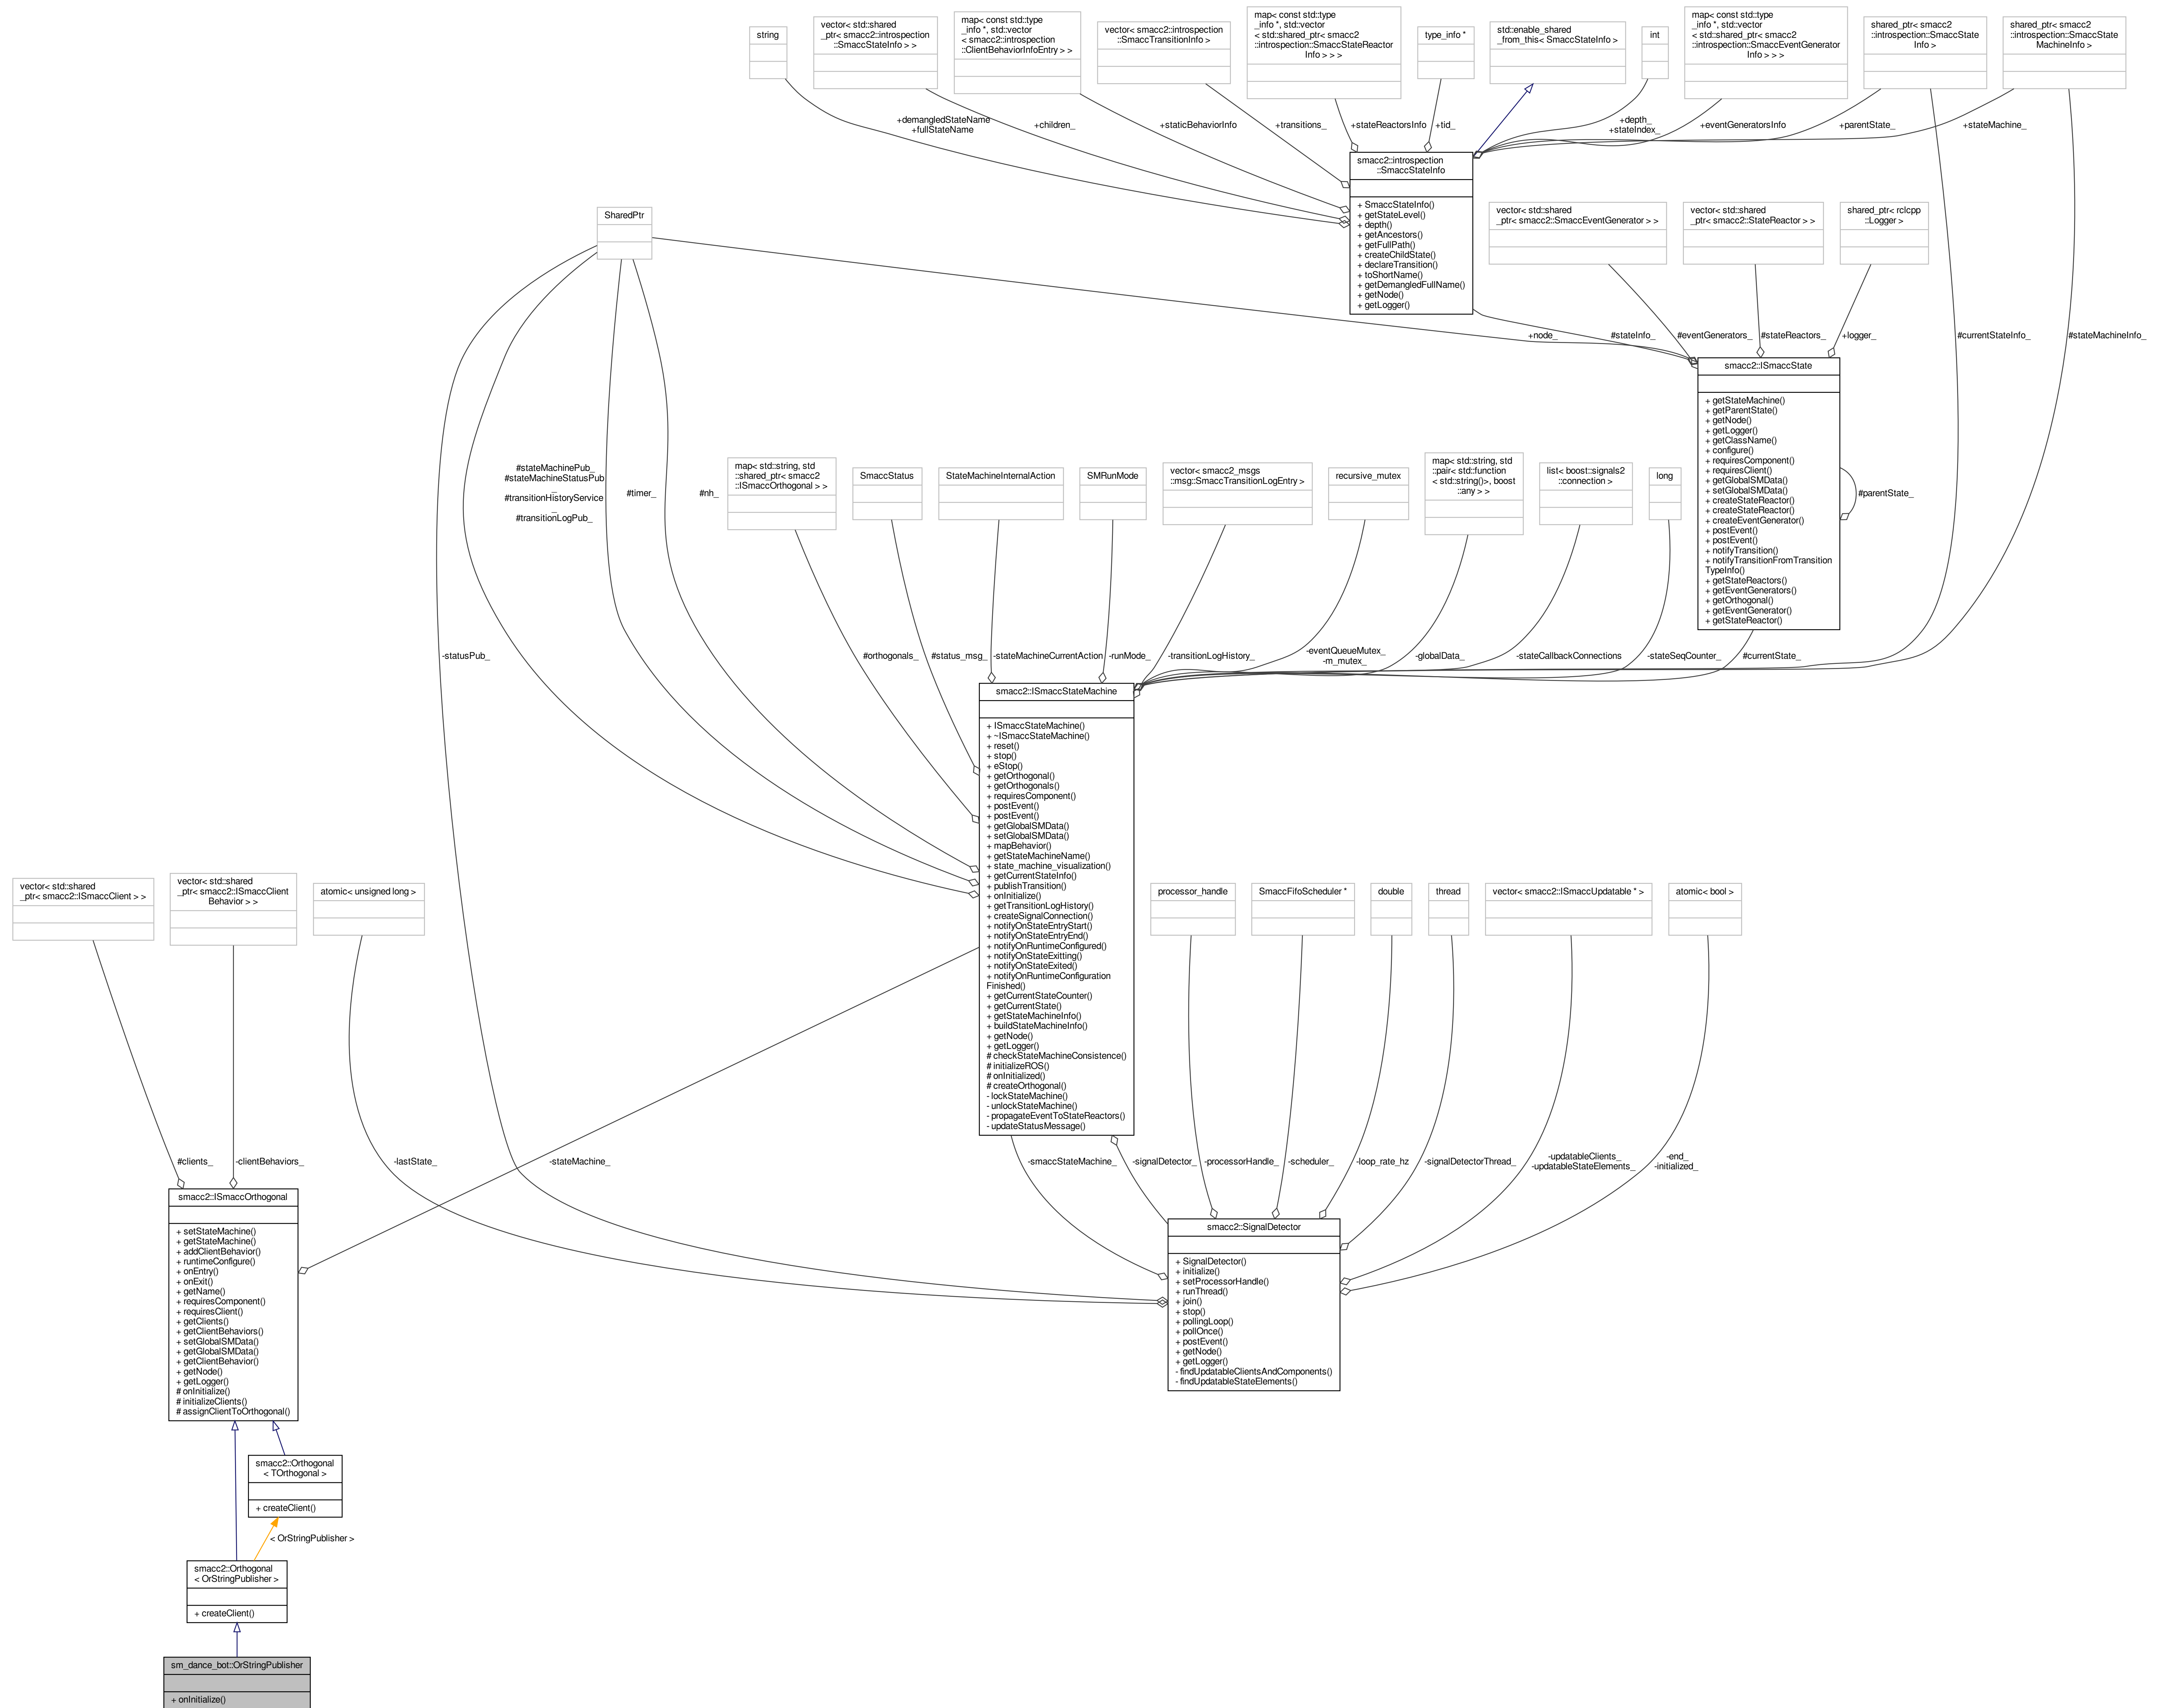 string
vector< std::shared
_ptr< smacc2::introspection
::SmaccStateInfo > >
map< const std::type
_info *, std::vector
< smacc2::introspection
::ClientBehaviorInfoEntry > >
vector< smacc2::introspection
::SmaccTransitionInfo >
map< const std::type
_info *, std::vector
< std::shared_ptr< smacc2
::introspection::SmaccStateReactor
Info > > >
type_info *
std::enable_shared
_from_this< SmaccStateInfo >
int
map< const std::type
_info *, std::vector
< std::shared_ptr< smacc2
::introspection::SmaccEventGenerator
Info > > >
shared_ptr< smacc2
::introspection::SmaccState
Info >
shared_ptr< smacc2
::introspection::SmaccState
MachineInfo >
+demangledStateName
+fullStateName
+children_
+staticBehaviorInfo
+transitions_
+stateReactorsInfo
+tid_
+depth_
+stateIndex_
+eventGeneratorsInfo
+parentState_
+stateMachine_
smacc2::introspection
::SmaccStateInfo
+ SmaccStateInfo()
+ getStateLevel()
+ depth()
+ getAncestors()
+ getFullPath()
+ createChildState()
+ declareTransition()
+ toShortName()
+ getDemangledFullName()
+ getNode()
+ getLogger()
SharedPtr
vector< std::shared
_ptr< smacc2::SmaccEventGenerator > >
vector< std::shared
_ptr< smacc2::StateReactor > >
shared_ptr< rclcpp
::Logger >
+node_
#stateInfo_
#eventGenerators_
#stateReactors_
+logger_
#currentStateInfo_
#stateMachineInfo_
smacc2::ISmaccState
+ getStateMachine()
+ getParentState()
+ getNode()
+ getLogger()
+ getClassName()
+ configure()
+ requiresComponent()
+ requiresClient()
+ getGlobalSMData()
+ setGlobalSMData()
+ createStateReactor()
+ createStateReactor()
+ createEventGenerator()
+ postEvent()
+ postEvent()
+ notifyTransition()
+ notifyTransitionFromTransition
TypeInfo()
+ getStateReactors()
+ getEventGenerators()
+ getOrthogonal()
+ getEventGenerator()
+ getStateReactor()
#parentState_
#stateMachinePub_
#stateMachineStatusPub
_
#transitionHistoryService
_
#transitionLogPub_
#timer_
#nh_
map< std::string, std
::shared_ptr< smacc2
::ISmaccOrthogonal > >
SmaccStatus
StateMachineInternalAction
SMRunMode
vector< smacc2_msgs
::msg::SmaccTransitionLogEntry >
recursive_mutex
map< std::string, std
::pair< std::function
< std::string()>, boost
::any > >
list< boost::signals2
::connection >
long
-statusPub_
#orthogonals_
#status_msg_
-stateMachineCurrentAction
-runMode_
-transitionLogHistory_
-eventQueueMutex_
-m_mutex_
-globalData_
-stateCallbackConnections
-stateSeqCounter_
#currentState_
smacc2::ISmaccStateMachine
+ ISmaccStateMachine()
+ ~ISmaccStateMachine()
+ reset()
+ stop()
+ eStop()
+ getOrthogonal()
+ getOrthogonals()
+ requiresComponent()
+ postEvent()
+ postEvent()
+ getGlobalSMData()
+ setGlobalSMData()
+ mapBehavior()
+ getStateMachineName()
+ state_machine_visualization()
+ getCurrentStateInfo()
+ publishTransition()
+ onInitialize()
+ getTransitionLogHistory()
+ createSignalConnection()
+ notifyOnStateEntryStart()
+ notifyOnStateEntryEnd()
+ notifyOnRuntimeConfigured()
+ notifyOnStateExitting()
+ notifyOnStateExited()
+ notifyOnRuntimeConfiguration
Finished()
+ getCurrentStateCounter()
+ getCurrentState()
+ getStateMachineInfo()
+ buildStateMachineInfo()
+ getNode()
+ getLogger()
# checkStateMachineConsistence()
# initializeROS()
# onInitialized()
# createOrthogonal()
- lockStateMachine()
- unlockStateMachine()
- propagateEventToStateReactors()
- updateStatusMessage()
vector< std::shared
_ptr< smacc2::ISmaccClient > >
vector< std::shared
_ptr< smacc2::ISmaccClient
Behavior > >
atomic< unsigned long >
processor_handle
SmaccFifoScheduler *
double
thread
vector< smacc2::ISmaccUpdatable * >
atomic< bool >
#clients_
-clientBehaviors_
-lastState_
-stateMachine_
-smaccStateMachine_
-signalDetector_
-processorHandle_
-scheduler_
-loop_rate_hz
-signalDetectorThread_
-updatableClients_
-updatableStateElements_
-end_
-initialized_
smacc2::ISmaccOrthogonal
+ setStateMachine()
+ getStateMachine()
+ addClientBehavior()
+ runtimeConfigure()
+ onEntry()
+ onExit()
+ getName()
+ requiresComponent()
+ requiresClient()
+ getClients()
+ getClientBehaviors()
+ setGlobalSMData()
+ getGlobalSMData()
+ getClientBehavior()
+ getNode()
+ getLogger()
# onInitialize()
# initializeClients()
# assignClientToOrthogonal()
smacc2::SignalDetector
+ SignalDetector()
+ initialize()
+ setProcessorHandle()
+ runThread()
+ join()
+ stop()
+ pollingLoop()
+ pollOnce()
+ postEvent()
+ getNode()
+ getLogger()
- findUpdatableClientsAndComponents()
- findUpdatableStateElements()
smacc2::Orthogonal
< TOrthogonal >
+ createClient()
< OrStringPublisher >
smacc2::Orthogonal
< OrStringPublisher >
+ createClient()
sm_dance_bot::OrStringPublisher
+ onInitialize()